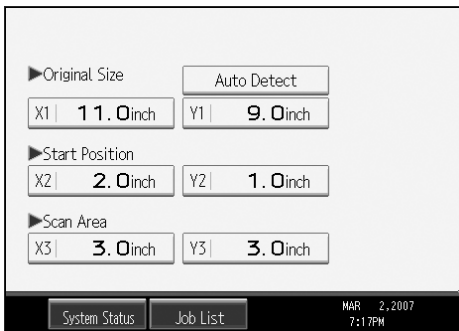 ▶Original Size Auto Detect
X1 11.0inch Y1 9.0inch
▶Start Position
X2 2.0inch Y2 1.0inch
▶Scan Area
X3 3.0inch Y3 3.0inch
System Status Job List MAR 2,2007
7:17PM